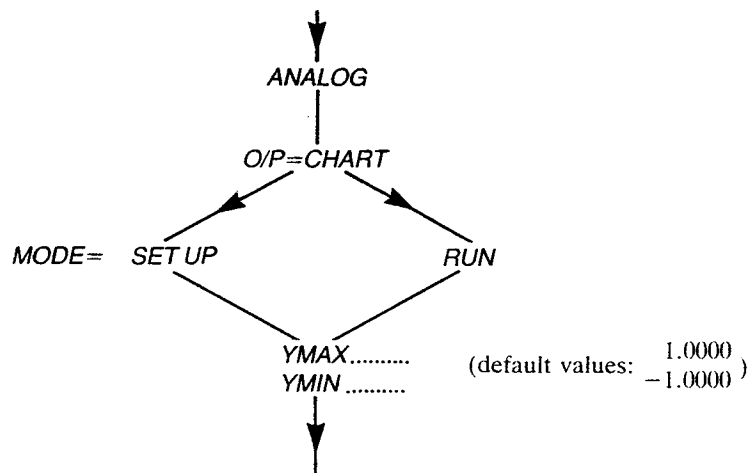 ANALOG
O/P=CHART
MODE= SET UP RUN
YMAX.......... (default values: 1.0000
YMIN .......... -1.0000 )